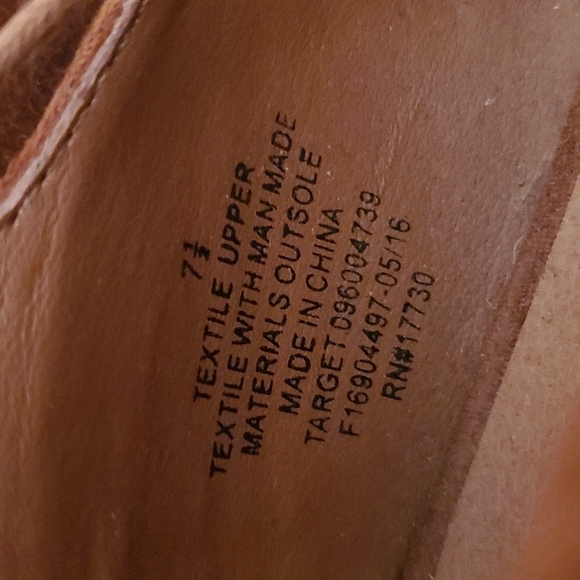 7½
TEXTILE UPPER
TEXTILE WITH MAN MADE
MATERIALS OUTSOLE
MADE IN CHINA
TARGET 096004739
F16904497-05/16
RN#17730